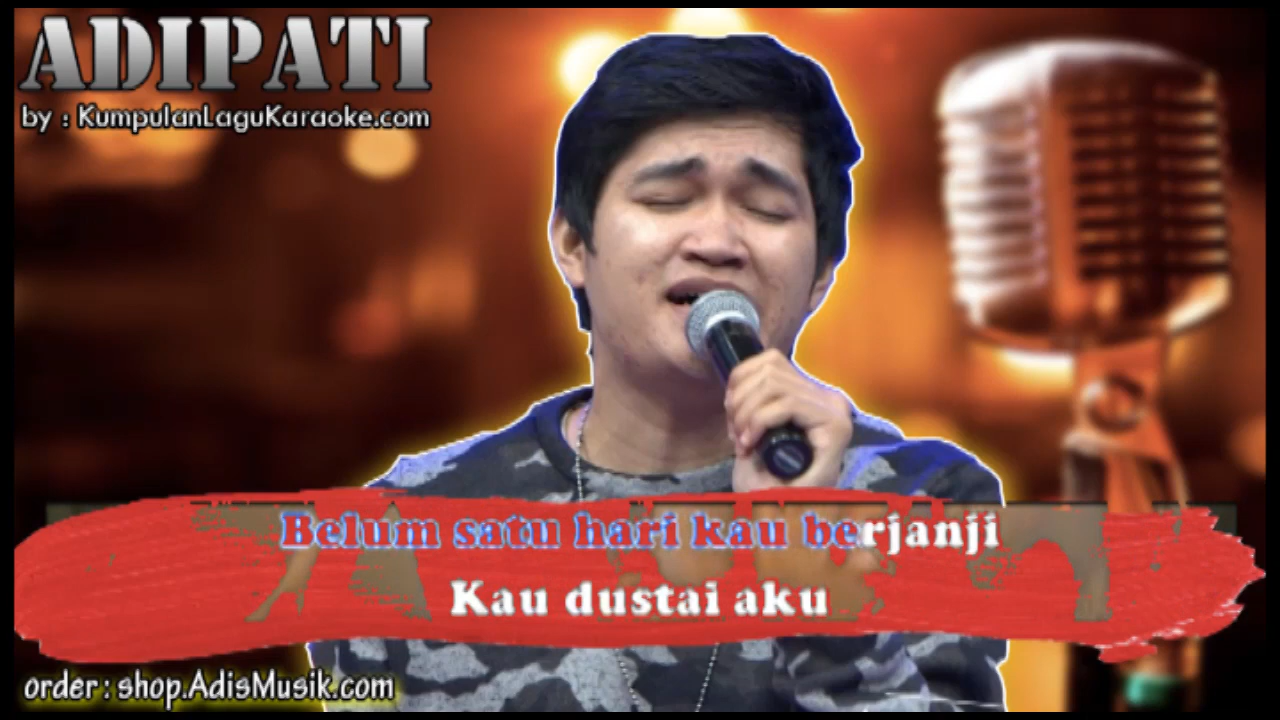 ADIPATI
by : KumpulanLaguKaraoke.com
Belum satu hari kau berjanji
Kau dustai aku
order : shop.AdisMusik.com